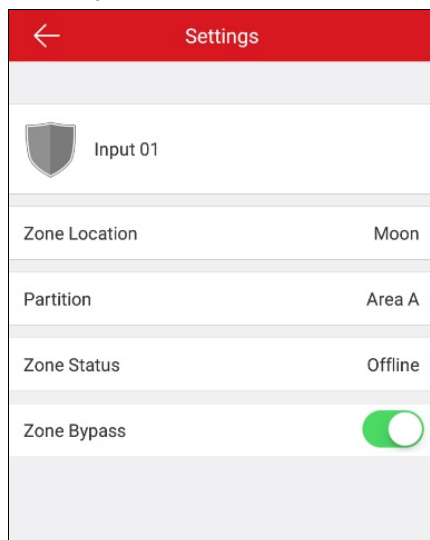 Settings
Input 01
Zone Location Moon
Partition Area A
Zone Status Offline
Zone Bypass